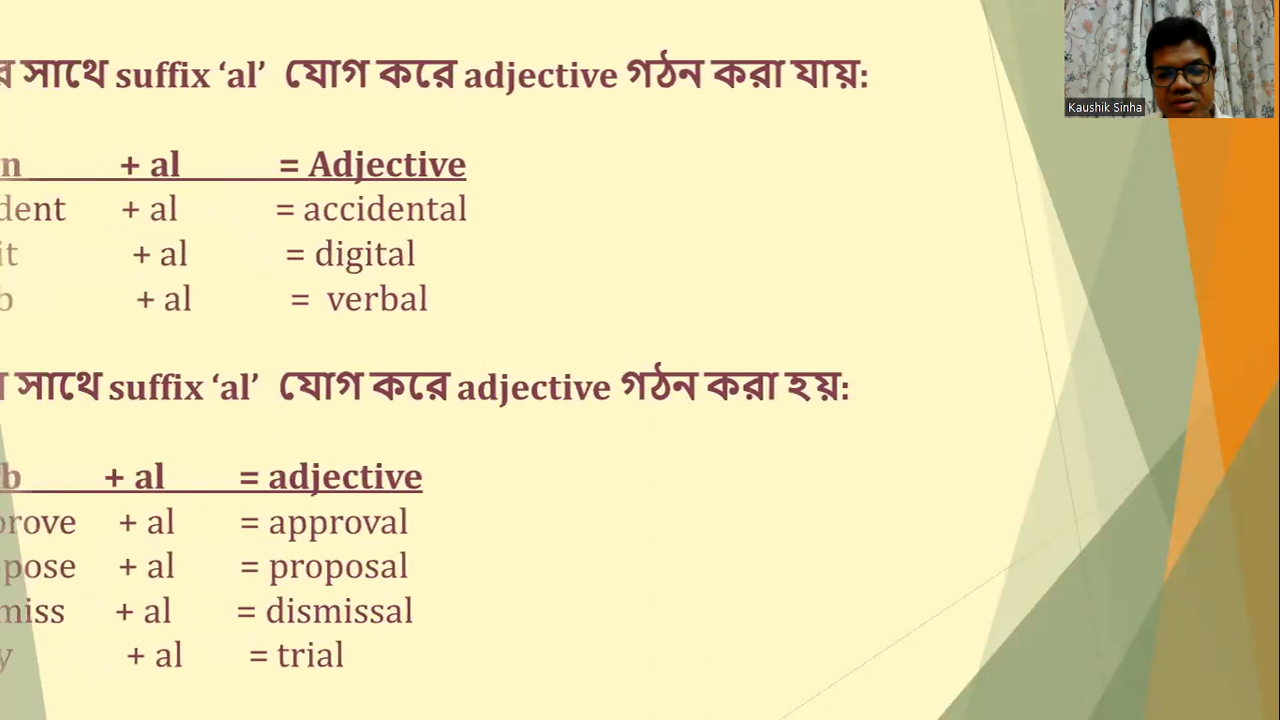 র সাথে suffix ‘al’ যোগ করে adjective গঠন করা যায়:
Kaushik Sinha
n + al = Adjective
dent + al = accidental
it + al = digital
b + al = verbal
সাথে suffix ‘al’ যোগ করে adjective গঠন করা হয়:
b + al = adjective
prove + al = approval
pose + al = proposal
miss + al = dismissal
y + al = trial